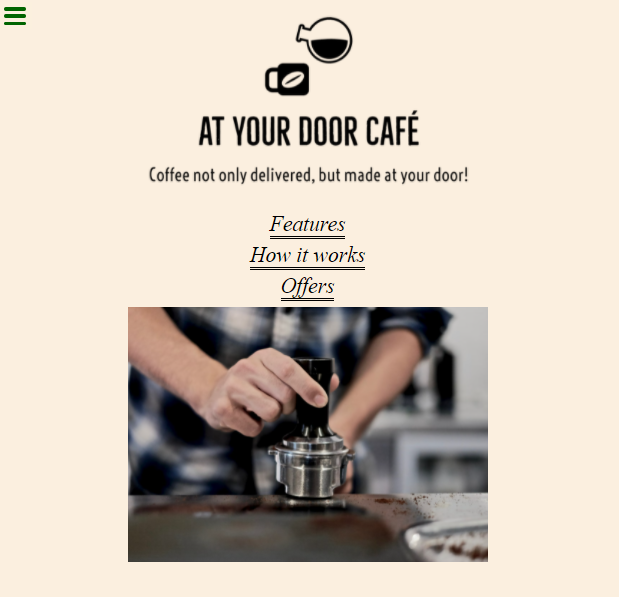 AT YOUR DOOR CAFÉ
Coffee not only delivered, but made at your door!
Features
How it works
Offers